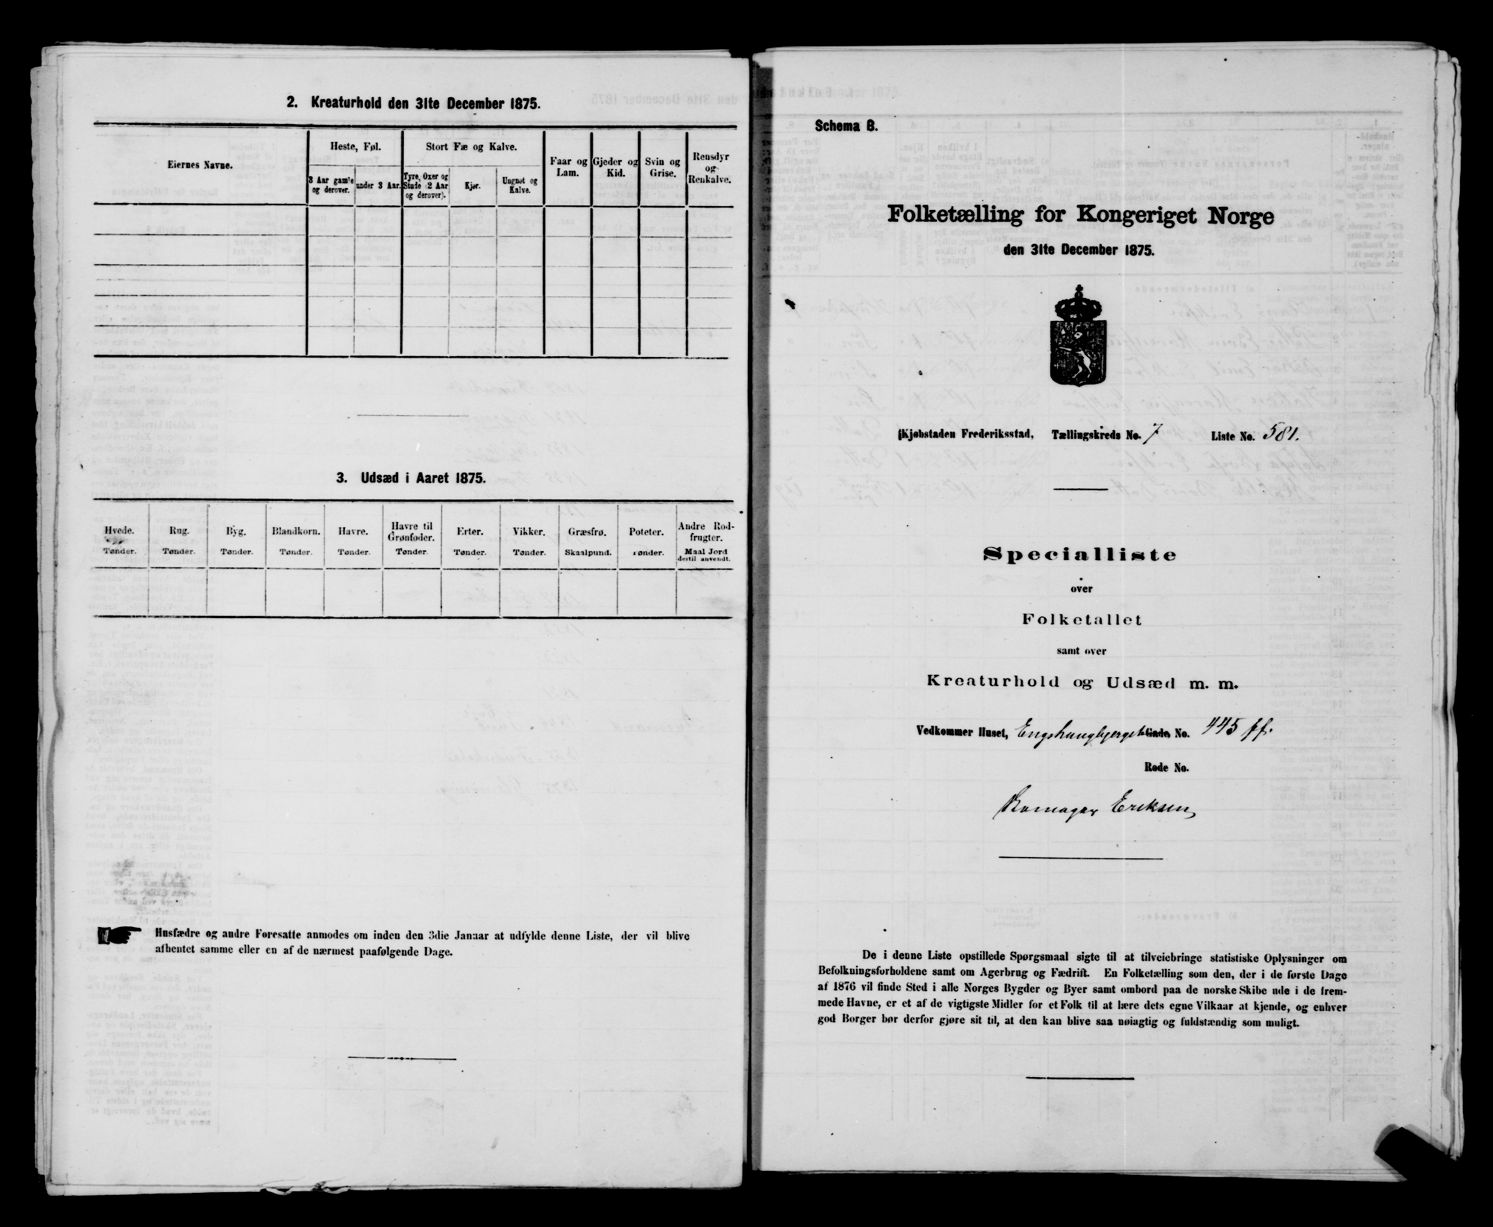 2. Kreaturhold den 31te December 1875.
Eiernes Navne.
Heste, Føl.
Stort Fæ og Kalve.
Faar og Lam.
Gjeder og Kid.
Svin og Grise.
Rensdyr og Renkalve.
3 Aar gaml'e og derover.
under 3 Aar.
Tyre, Oxer og Stude (2 Aar og derover).
Kjør.
Ungnøt og Kalve.
3. Udsæd i Aaret 1875.
Hvede. Rug. Byg. Blandkorn. Havre. Havre til Grønfoder. Erter. Vikker. Græsfrø. Poteter. Andre Rodfrugter.
Tønder. Tønder. Tønder. Tønder. Tønder. Tønder. Tønder. Tønder. Skaalpund. Tønder. Maal Jord dertil anvendt.
Husfædre og andre Foresatte anmodes om inden den 3die Januar at udfylde denne Liste, der vil blive
afhentet samme eller en af de nærmest paafølgende Dage.
Schema B.
Folketælling for Kongeriget Norge
den 31te December 1875.
Kjøbstaden Frederiksstad, Tællingskreds No. 7 Liste No. 581.
Specialliste
over
Folketallet
samt over
Kreaturhold og Udsæd m. m.
Vedkommer Huset, Engehaugbjerget Gade, No. 445 ff.
Rode No.
Eriksen
De i denne Liste opstillede Spørgsmaal sigte til at tilveiebringe statistiske Oplysninger om
Befolkningsforholdene samt om Agerbrug og Fædrift. En Folketælling som den, der i de første Dage
af 1876 vil finde Sted i alle Norges Bygder og Byer samt ombord paa de norske Skibe ude i de frem-
mede Havne, er et af de vigtigste Midler for et Folk til at lære dets egne Vilkaar at kjende, og enhver
god Borger bør derfor gjøre sit til, at den kan blive saa nøiagtig og fuldstændig som muligt.